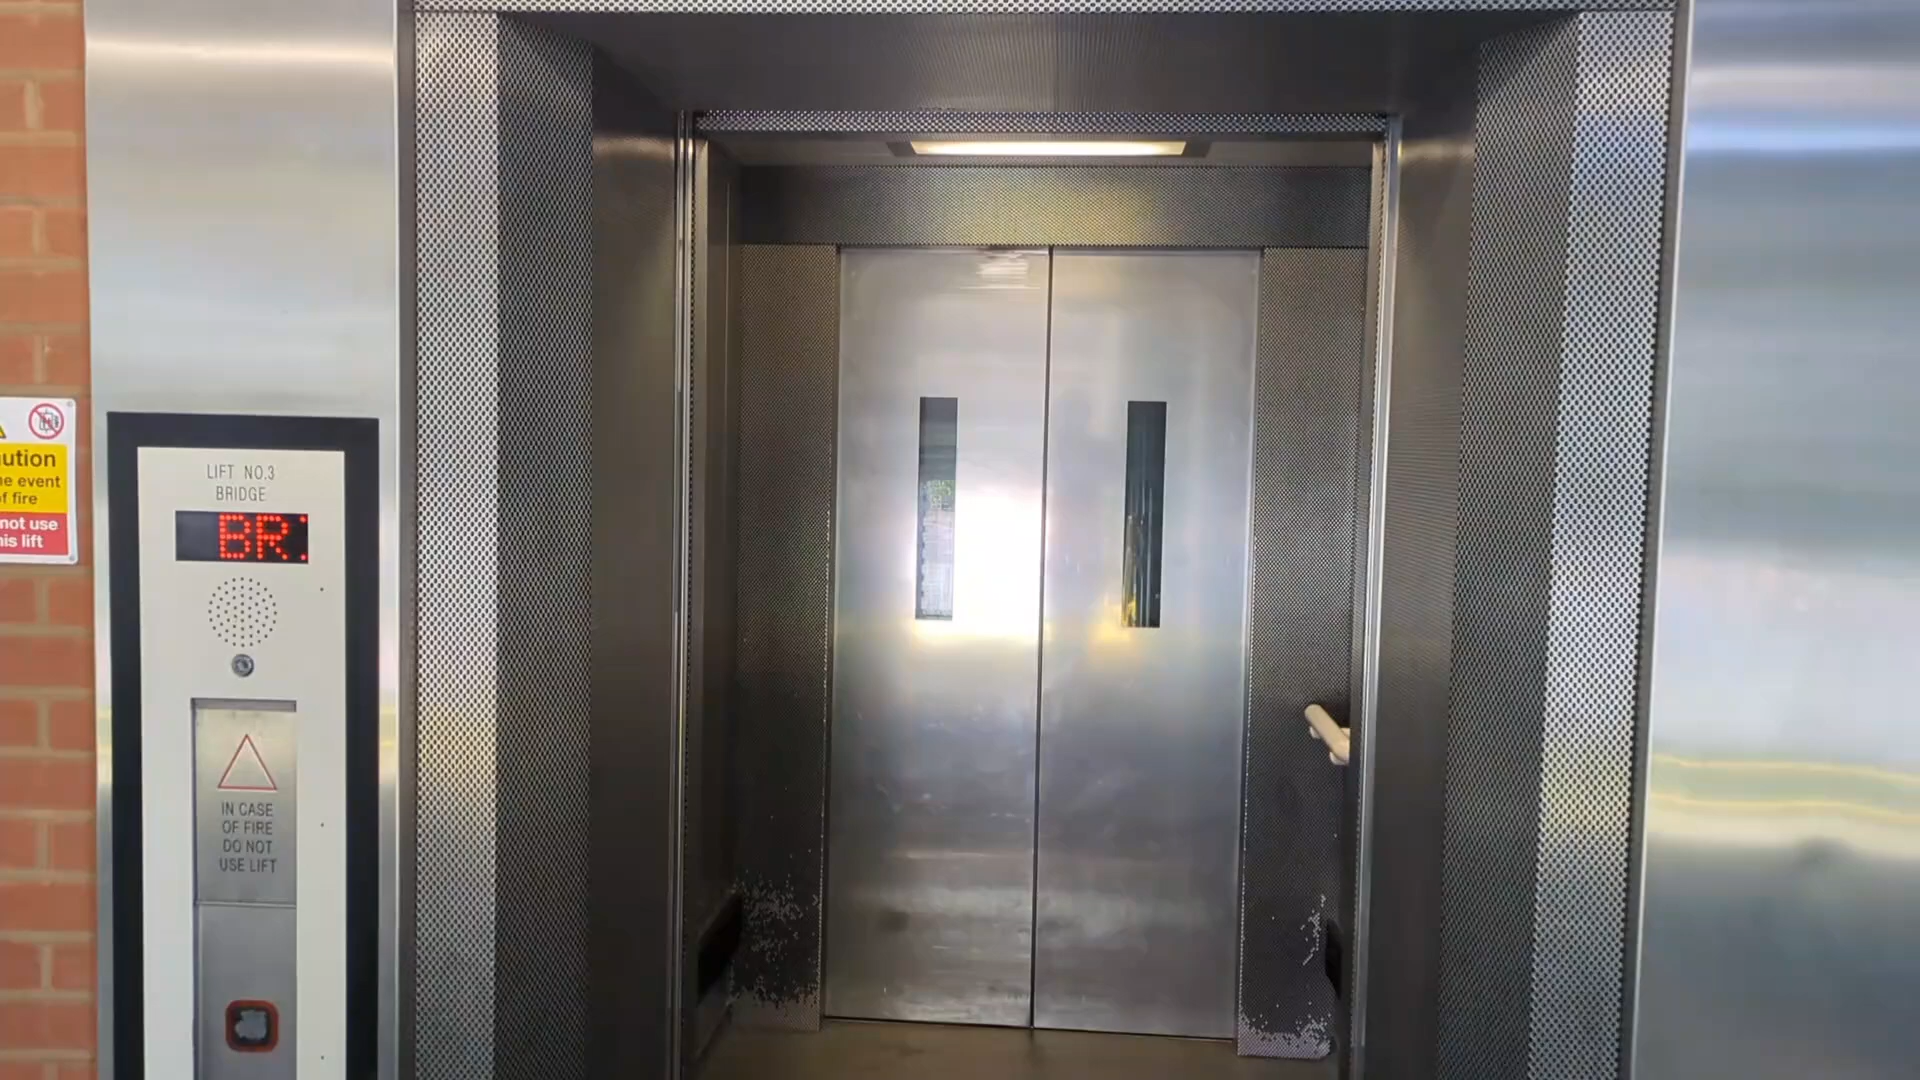 ution
e event
f fire
not use
is lift
LIFT NO.3
BRIDGE
BR
IN CASE
OF FIRE
DO NOT
USE LIFT